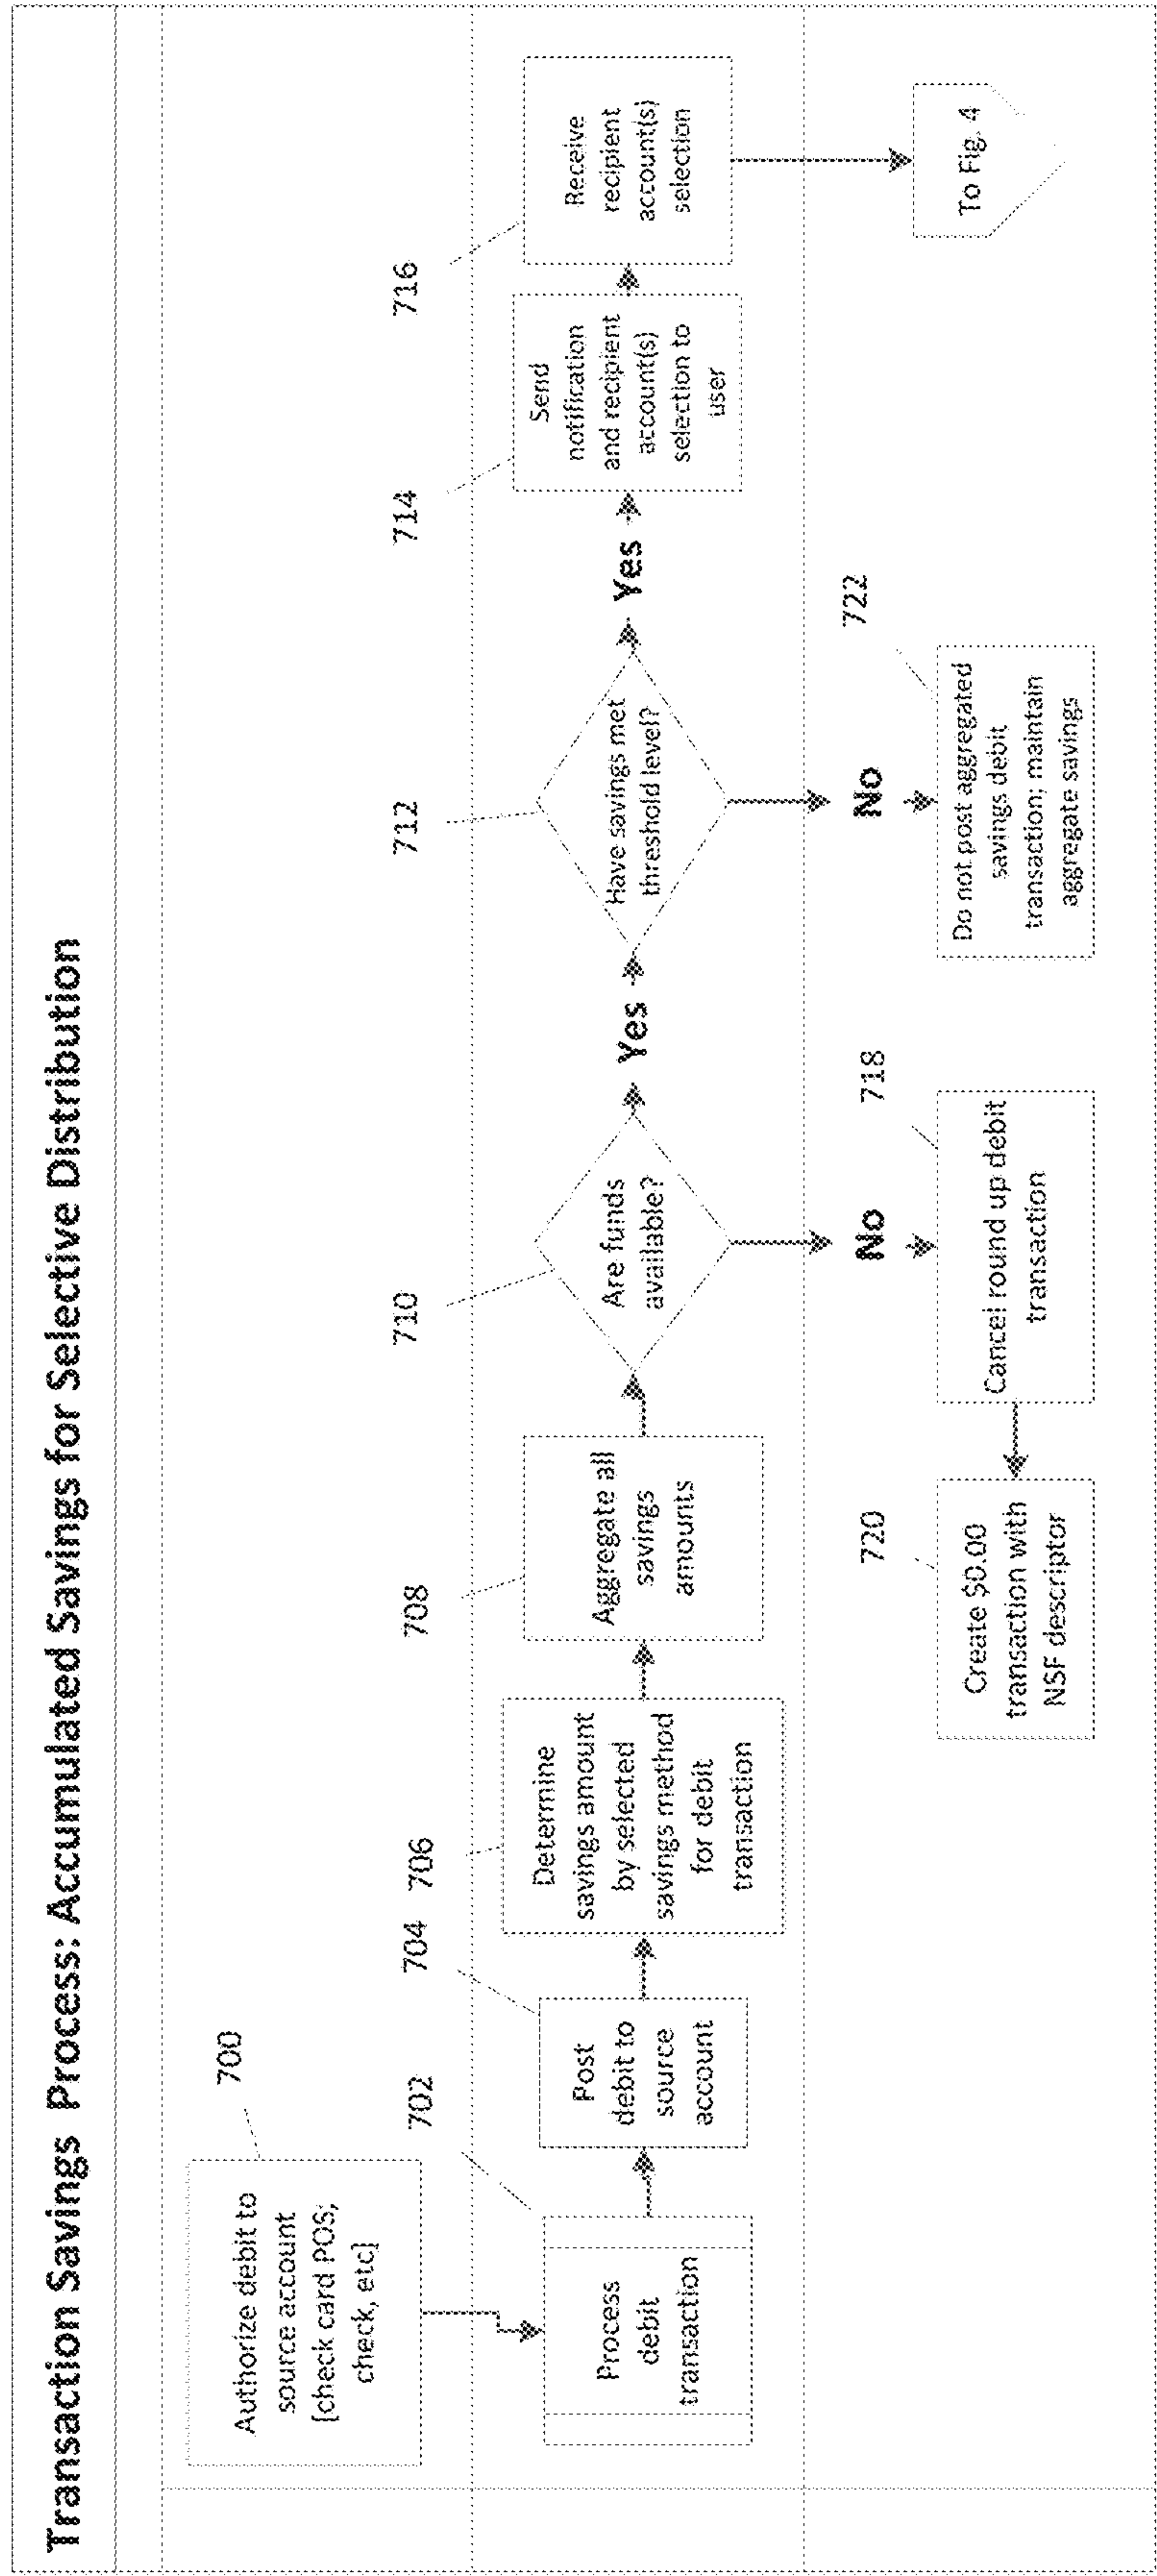 Transaction Savings Process: Accumulated Savings for Selective Distribution
700
Authorize debit to
source account
[check card POS;
check, etc]
702
Process
debit
transaction
704
Post
debit to
source
account
706
Determine
savings amount
by selected
savings method
for debit
transaction
708
Aggregate all
savings
amounts
710
Are funds
available?
Yes
712
Have savings met
threshold level?
Yes
714
Send
notification
and recipient
account(s)
selection to
user
716
Receive
recipient
account(s)
selection
To Fig. 4
No
718
Cancel round up debit
transaction
720
Create $0.00
transaction with
NSF descriptor
No
722
Do not post aggregated
savings debit
transaction; maintain
aggregate savings